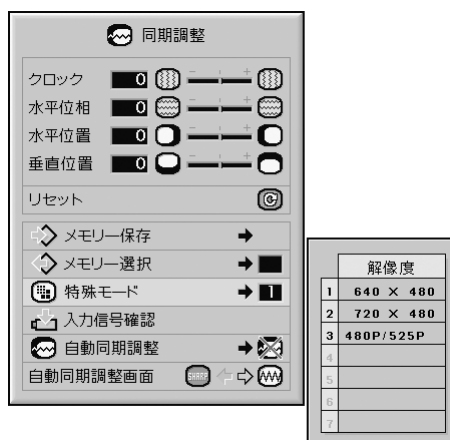 同期調整
クロック 0 - +
水平位相 0 - +
水平位置 0 - +
垂直位置 0 - +
リセット
メモリー保存
メモリー選択
特殊モード 1
入力信号確認
自動同期調整
自動同期調整画面 SHARP
解像度
1 640 × 480
2 720 × 480
3 480P/525P
4
5
6
7